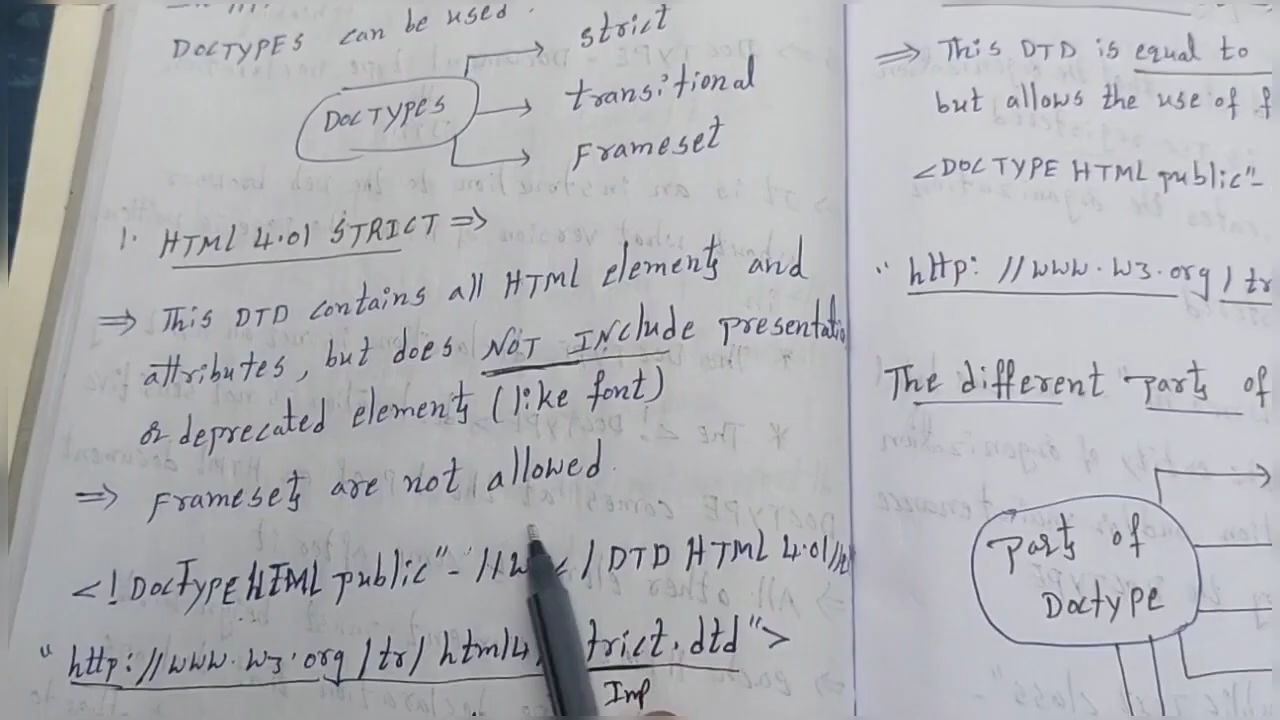 DOCTYPES can be used.
DOCTYPES
strict
transitional
Frameset
1. HTML 4.01 STRICT ⇒
⇒ This DTD contains all HTML elements and
attributes, but does NOT INClude presentatio
or deprecated elements (like font)
⇒ Framesets are not allowed.
<! DOCTYPE HTML public "- // / DTD HTML 4.01//
"http://www.w3.org/tr/html4 trict.dtd">
Imp
⇒ This DTD is equal to
but allows the use of f
<DOCTYPE HTML public"-
"http://www.w3.org/tr
The different parts of
parts of
Doctype